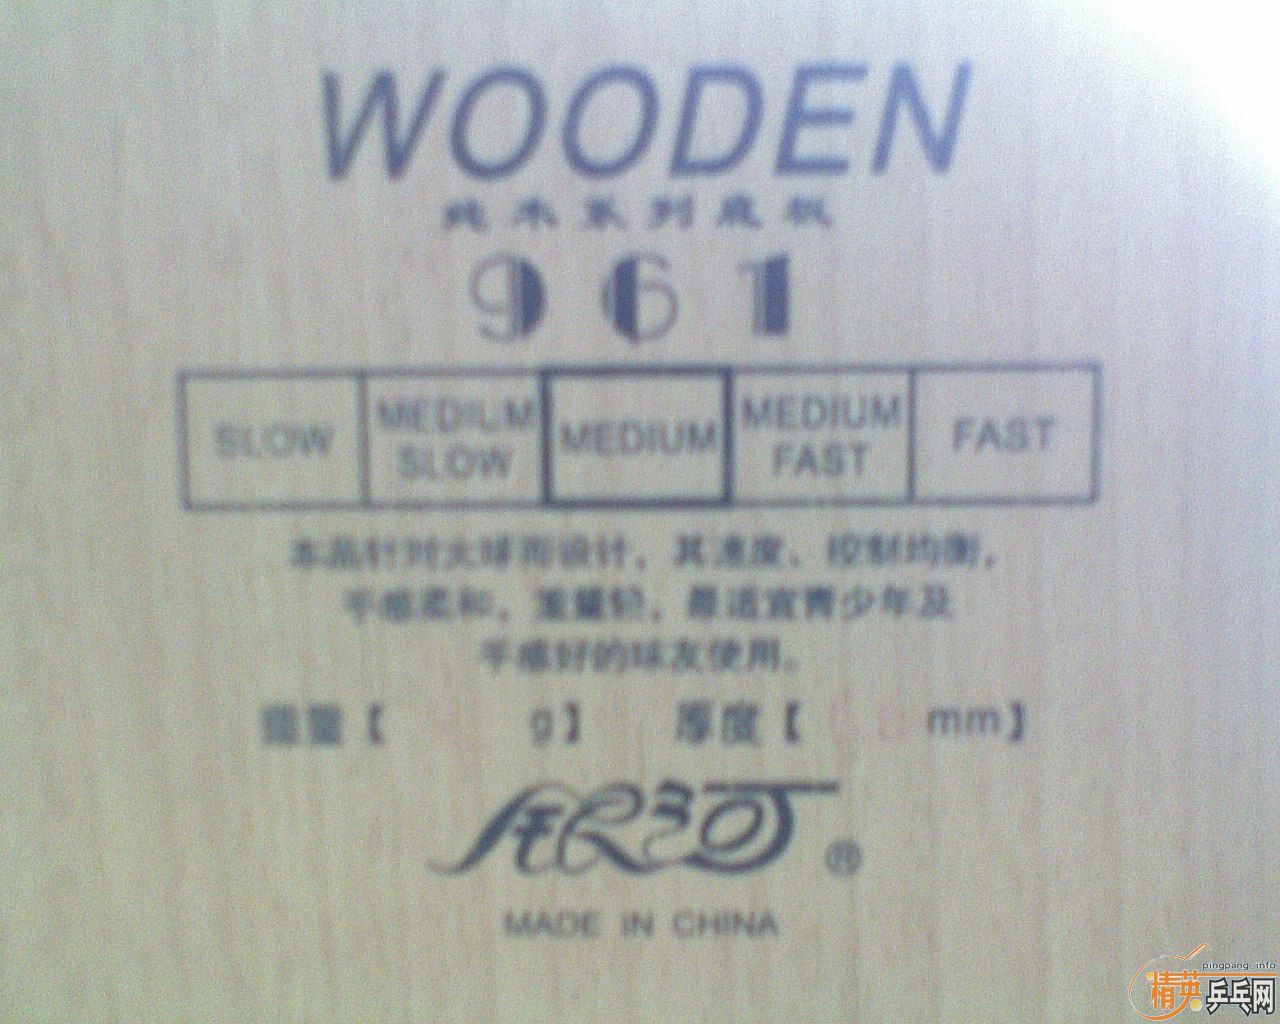 WOODEN
纯木系列底板
961
SLOW
MEDIUM SLOW
MEDIUM
MEDIUM FAST
FAST
本品针对大球而设计，其速度、控制均衡，
手感柔和，重量轻，最适宜青少年及
手感好的球友使用。
重量【 g】 厚度【 mm】
®
MADE IN CHINA
pingpang.info
精英乒乓网